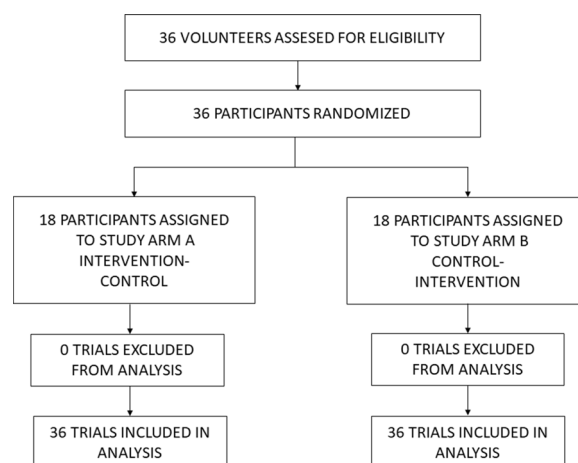 36 VOLUNTEERS ASSESED FOR ELIGIBILITY
36 PARTICIPANTS RANDOMIZED
18 PARTICIPANTS ASSIGNED
TO STUDY ARM A
INTERVENTION-
CONTROL
18 PARTICIPANTS ASSIGNED
TO STUDY ARM B
CONTROL-
INTERVENTION
0 TRIALS EXCLUDED
FROM ANALYSIS
0 TRIALS EXCLUDED
FROM ANALYSIS
36 TRIALS INCLUDED IN
ANALYSIS
36 TRIALS INCLUDED IN
ANALYSIS